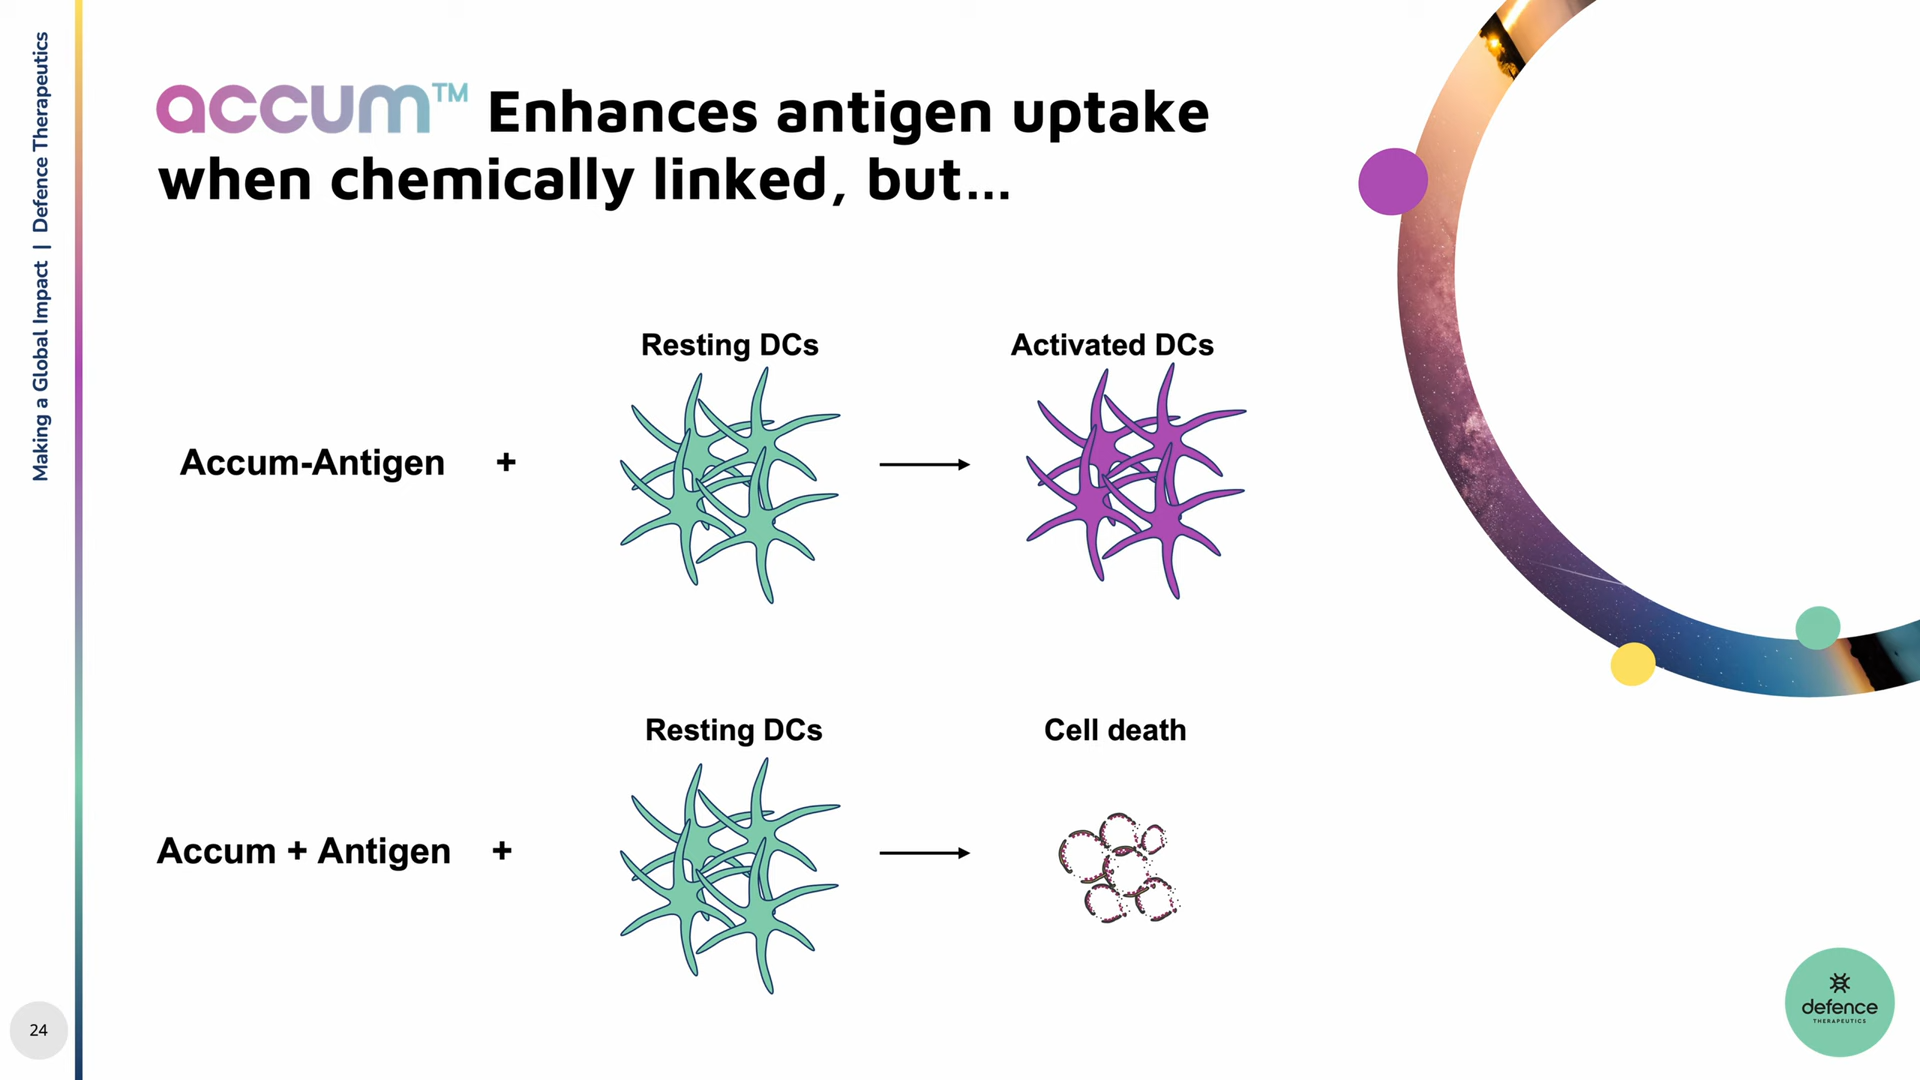 Making a Global Impact | Defence Therapeutics
accum™ Enhances antigen uptake
when chemically linked, but...
Resting DCs
Activated DCs
Accum-Antigen +
Resting DCs
Cell death
Accum + Antigen +
24
defence
THERAPEUTICS